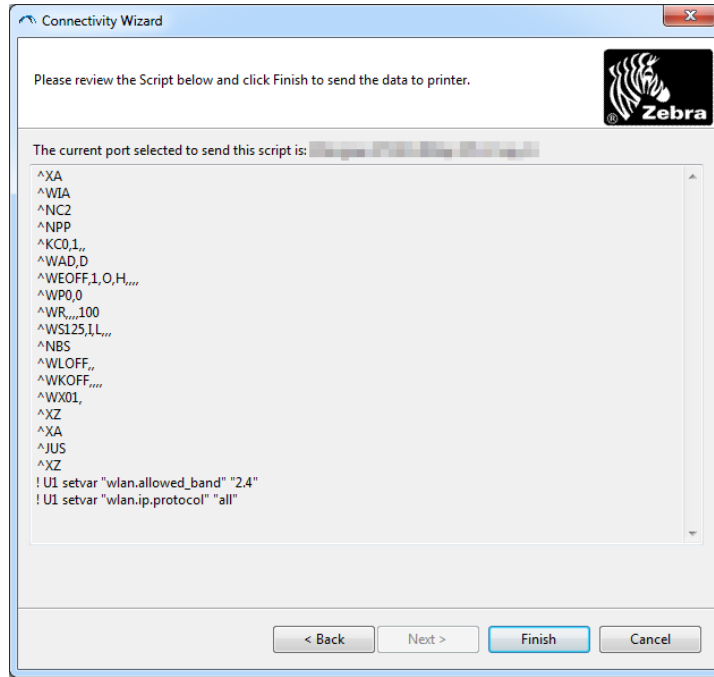 Connectivity Wizard
Please review the Script below and click Finish to send the data to printer.
® Zebra
The current port selected to send this script is:
^XA
^WIA
^NC2
^NPP
^KC0,1,,
^WAD,D
^WEOFF,1,O,H,,,,
^WP0,0
^WR,,,,100
^WS125,I,L,,,
^NBS
^WLOFF,,
^WKOFF,,,,
^WX01,
^XZ
^XA
^JUS
^XZ
! U1 setvar "wlan.allowed_band" "2.4"
! U1 setvar "wlan.ip.protocol" "all"
< Back
Next >
Finish
Cancel